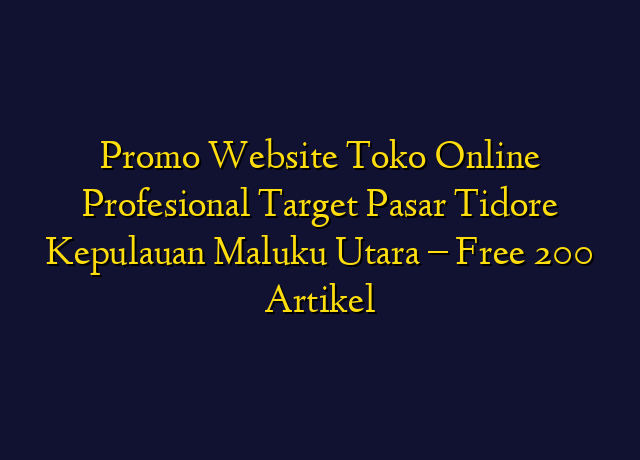 Promo Website Toko Online
Profesional Target Pasar Tidore
Kepulauan Maluku Utara – Free 200
Artikel